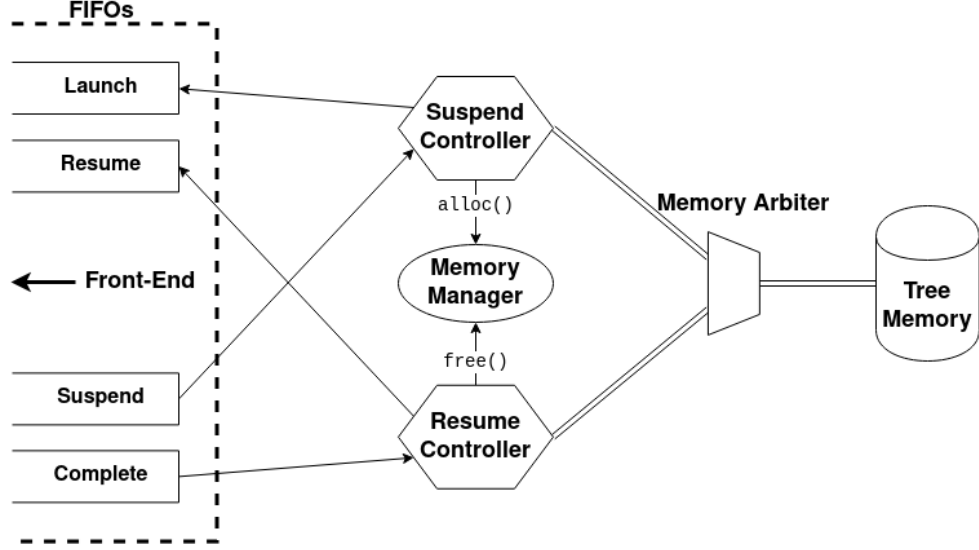 FIFOs
Launch
Resume
Front-End
Suspend
Complete
Suspend
Controller
alloc()
Memory
Manager
free()
Resume
Controller
Memory Arbiter
Tree
Memory